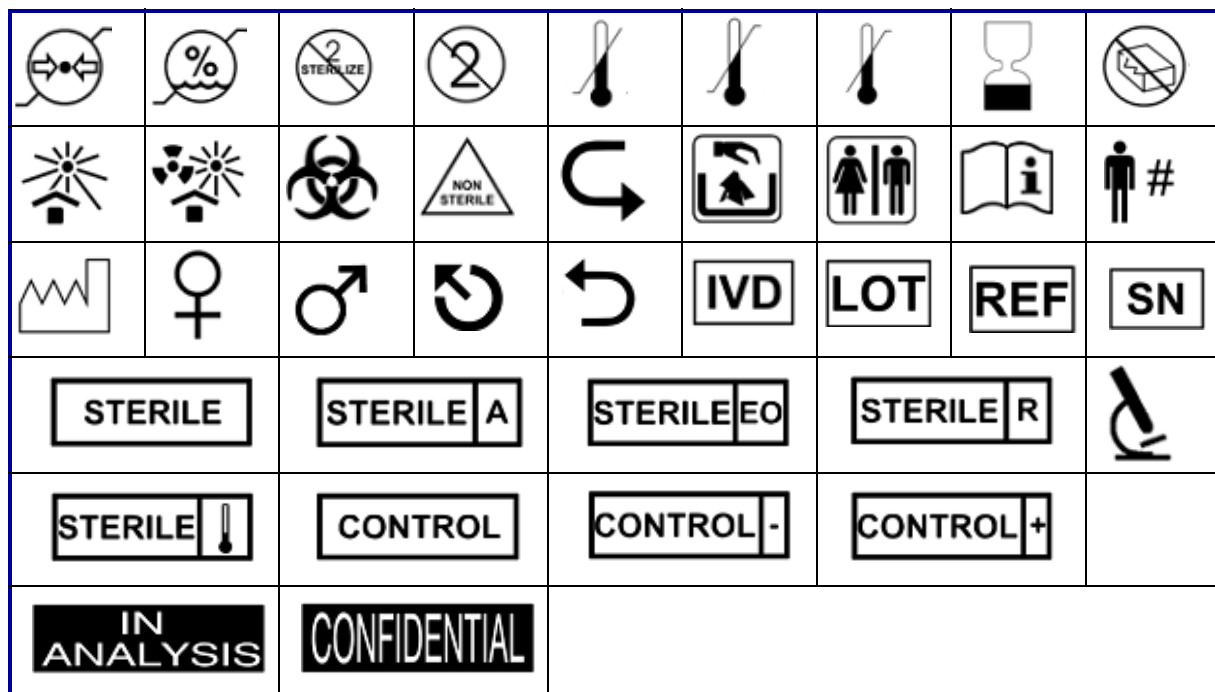 %
2
STERILIZE
2
NON
STERILE
i
#
IVD
LOT
REF
SN
STERILE
STERILE A
STERILE EO
STERILE R
STERILE
CONTROL
CONTROL -
CONTROL +
IN
ANALYSIS
CONFIDENTIAL